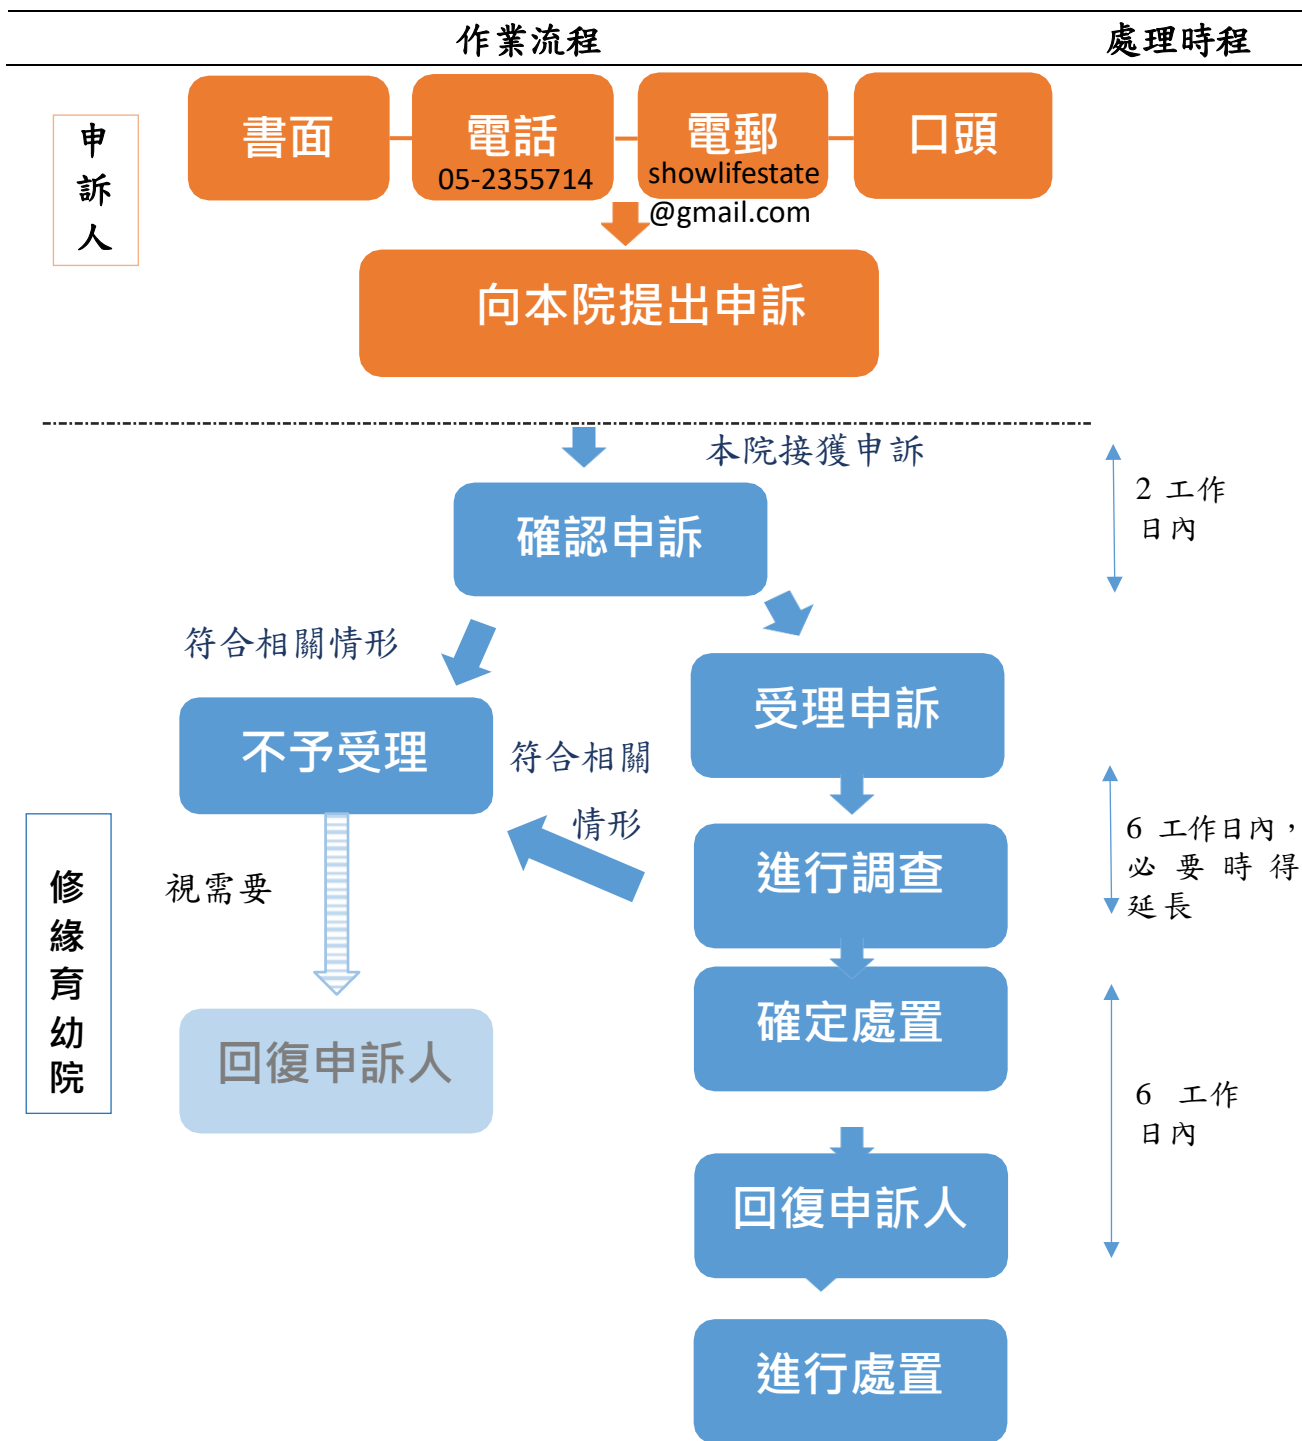 作業流程
處理時程
申
訴
人
書面
電話
05-2355714
電郵
showlifestate
@gmail.com
口頭
向本院提出申訴
本院接獲申訴
2 工作
日內
確認申訴
符合相關情形
受理申訴
不予受理
符合相關
情形
6 工作日內，
必要時得
延長
進行調查
視需要
修
緣
育
幼
院
確定處置
回復申訴人
6 工作
日內
回復申訴人
進行處置